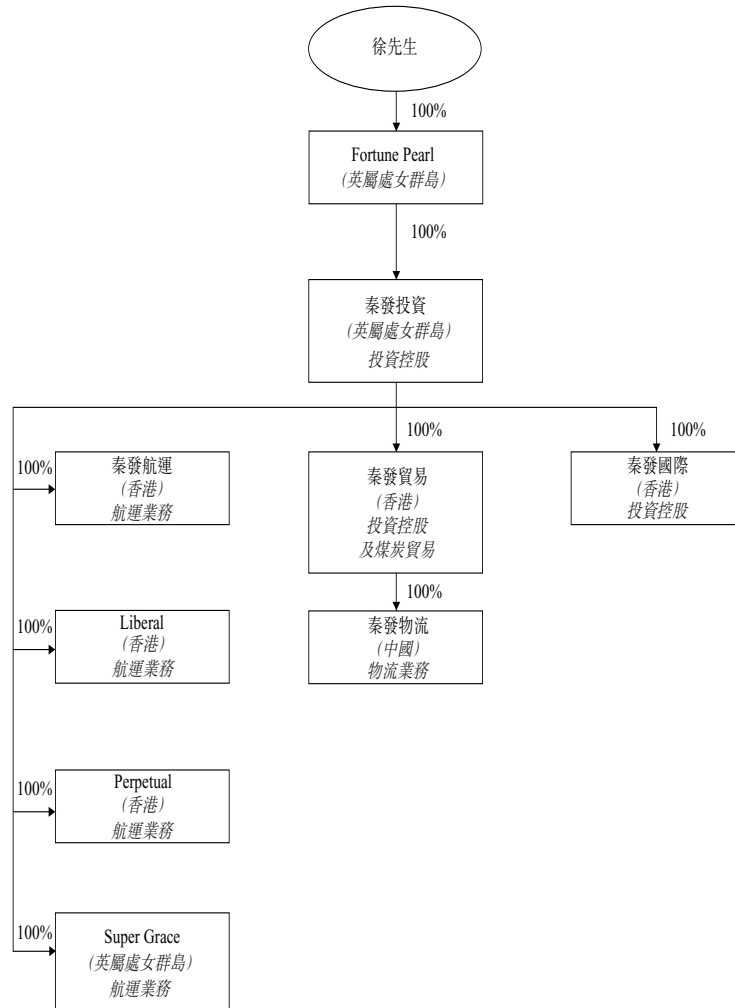 徐先生
100%
Fortune Pearl
(英屬處女群島)
100%
秦發投資
(英屬處女群島)
投資控股
100%
秦發航運
(香港)
航運業務
100%
秦發貿易
(香港)
投資控股
及煤炭貿易
100%
秦發國際
(香港)
投資控股
100%
Liberal
(香港)
航運業務
100%
秦發物流
(中國)
物流業務
100%
Perpetual
(香港)
航運業務
100%
Super Grace
(英屬處女群島)
航運業務